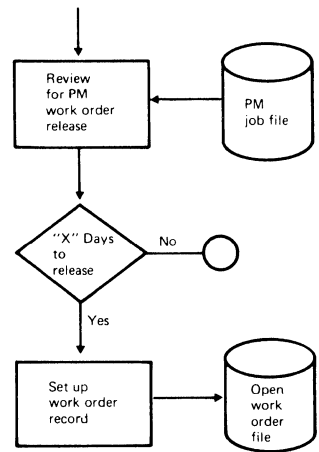 Review
for PM
work order
release
PM
job file
"X" Days
to
release
No
Yes
Set up
work order
record
Open
work
order
file